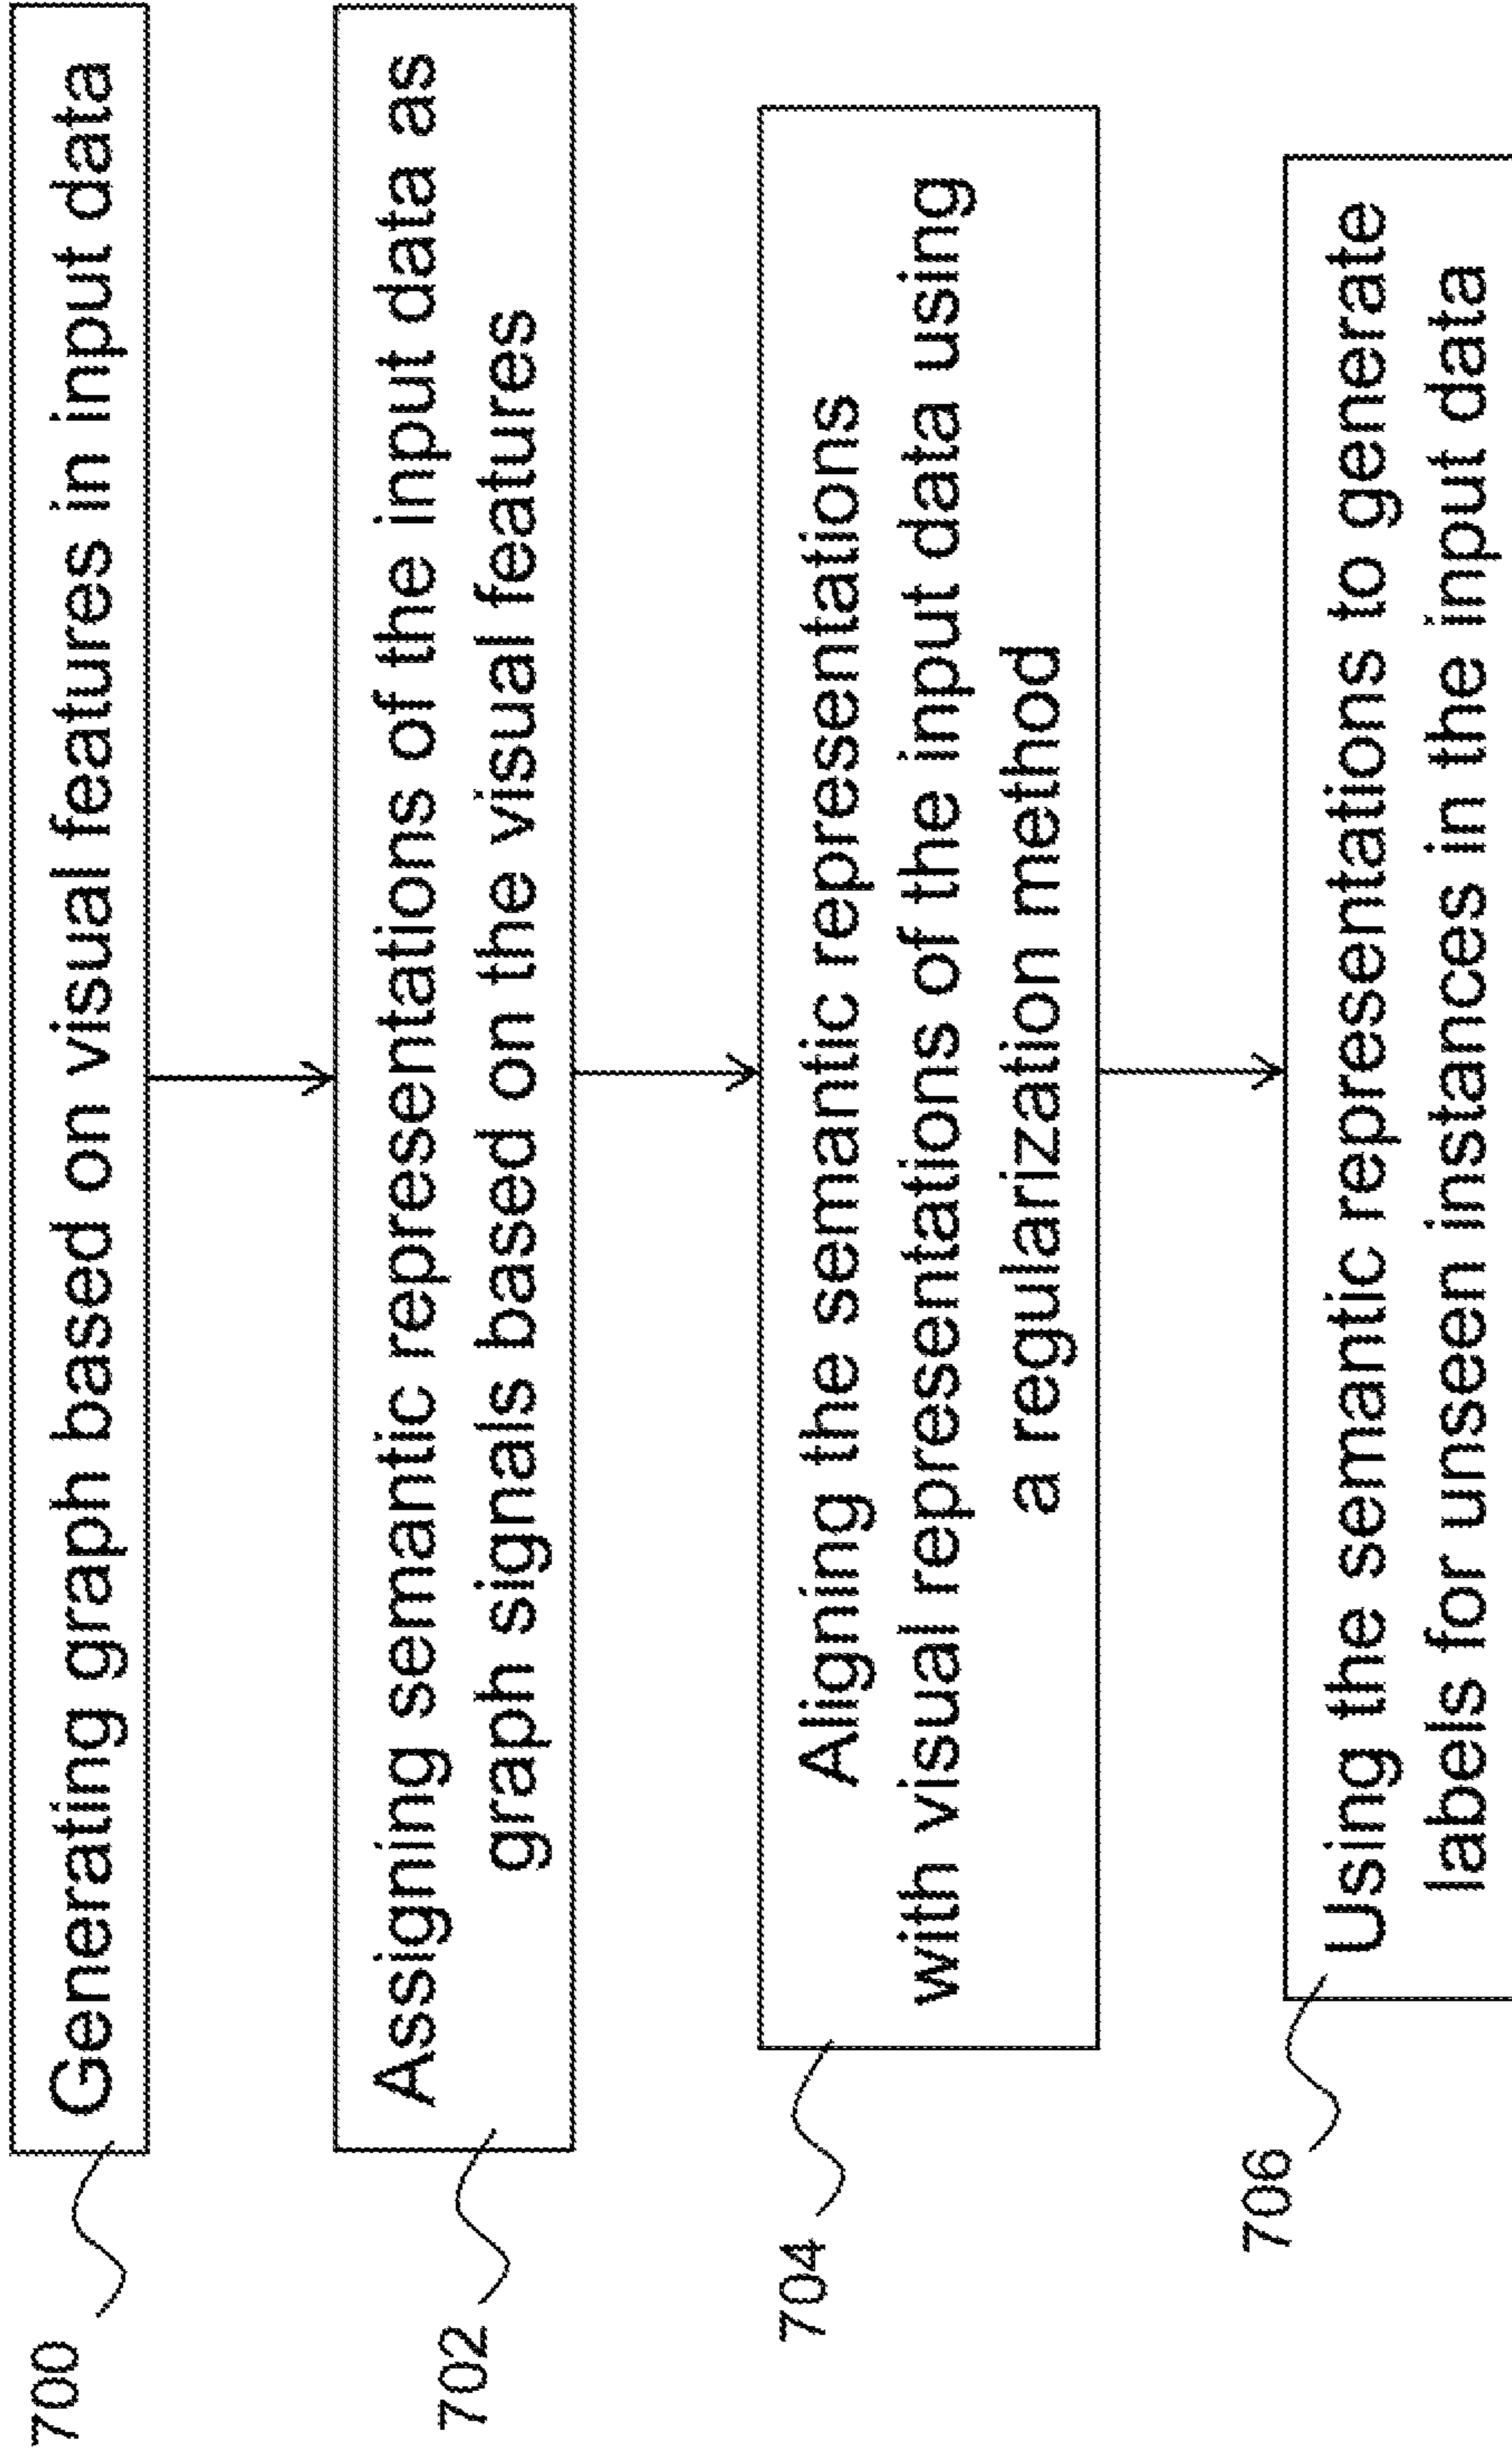 700
Generating graph based on visual features in input data
702
Assigning semantic representations of the input data as
graph signals based on the visual features
704
Aligning the semantic representations
with visual representations of the input data using
a regularization method
706
Using the semantic representations to generate
labels for unseen instances in the input data